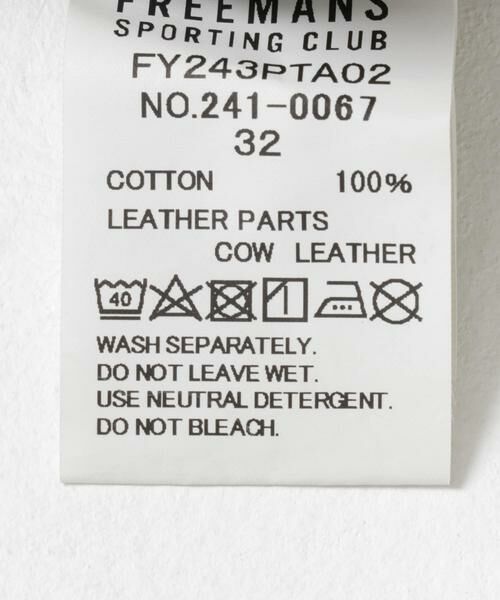 FREEMANS
SPORTING CLUB
FY243PTA02
NO.241-0067
32
COTTON 100%
LEATHER PARTS
COW LEATHER
40
WASH SEPARATELY.
DO NOT LEAVE WET.
USE NEUTRAL DETERGENT.
DO NOT BLEACH.